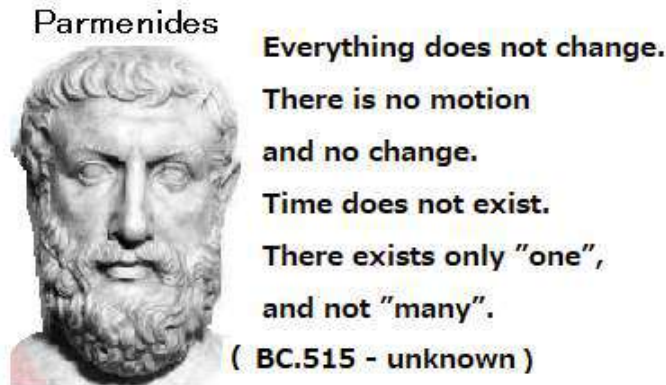 Parmenides
Everything does not change.
There is no motion
and no change.
Time does not exist.
There exists only ”one”,
and not ”many”.
( BC.515 - unknown )